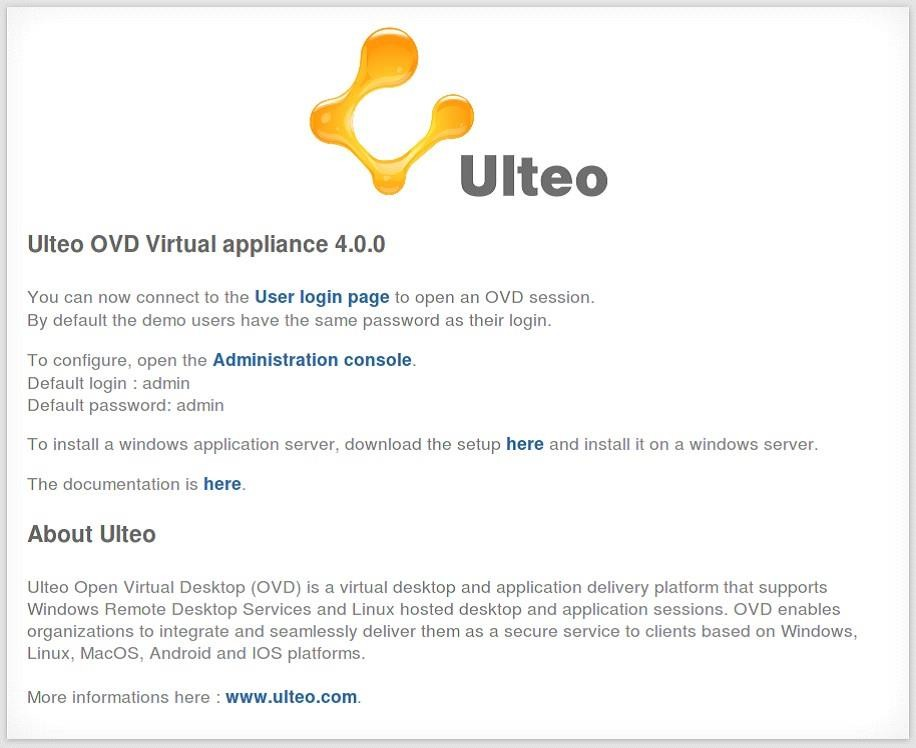 Ulteo
Ulteo OVD Virtual appliance 4.0.0
You can now connect to the User login page to open an OVD session.
By default the demo users have the same password as their login.
To configure, open the Administration console.
Default login : admin
Default password: admin
To install a windows application server, download the setup here and install it on a windows server.
The documentation is here.
About Ulteo
Ulteo Open Virtual Desktop (OVD) is a virtual desktop and application delivery platform that supports
Windows Remote Desktop Services and Linux hosted desktop and application sessions. OVD enables
organizations to integrate and seamlessly deliver them as a secure service to clients based on Windows,
Linux, MacOS, Android and IOS platforms.
More informations here : www.ulteo.com.